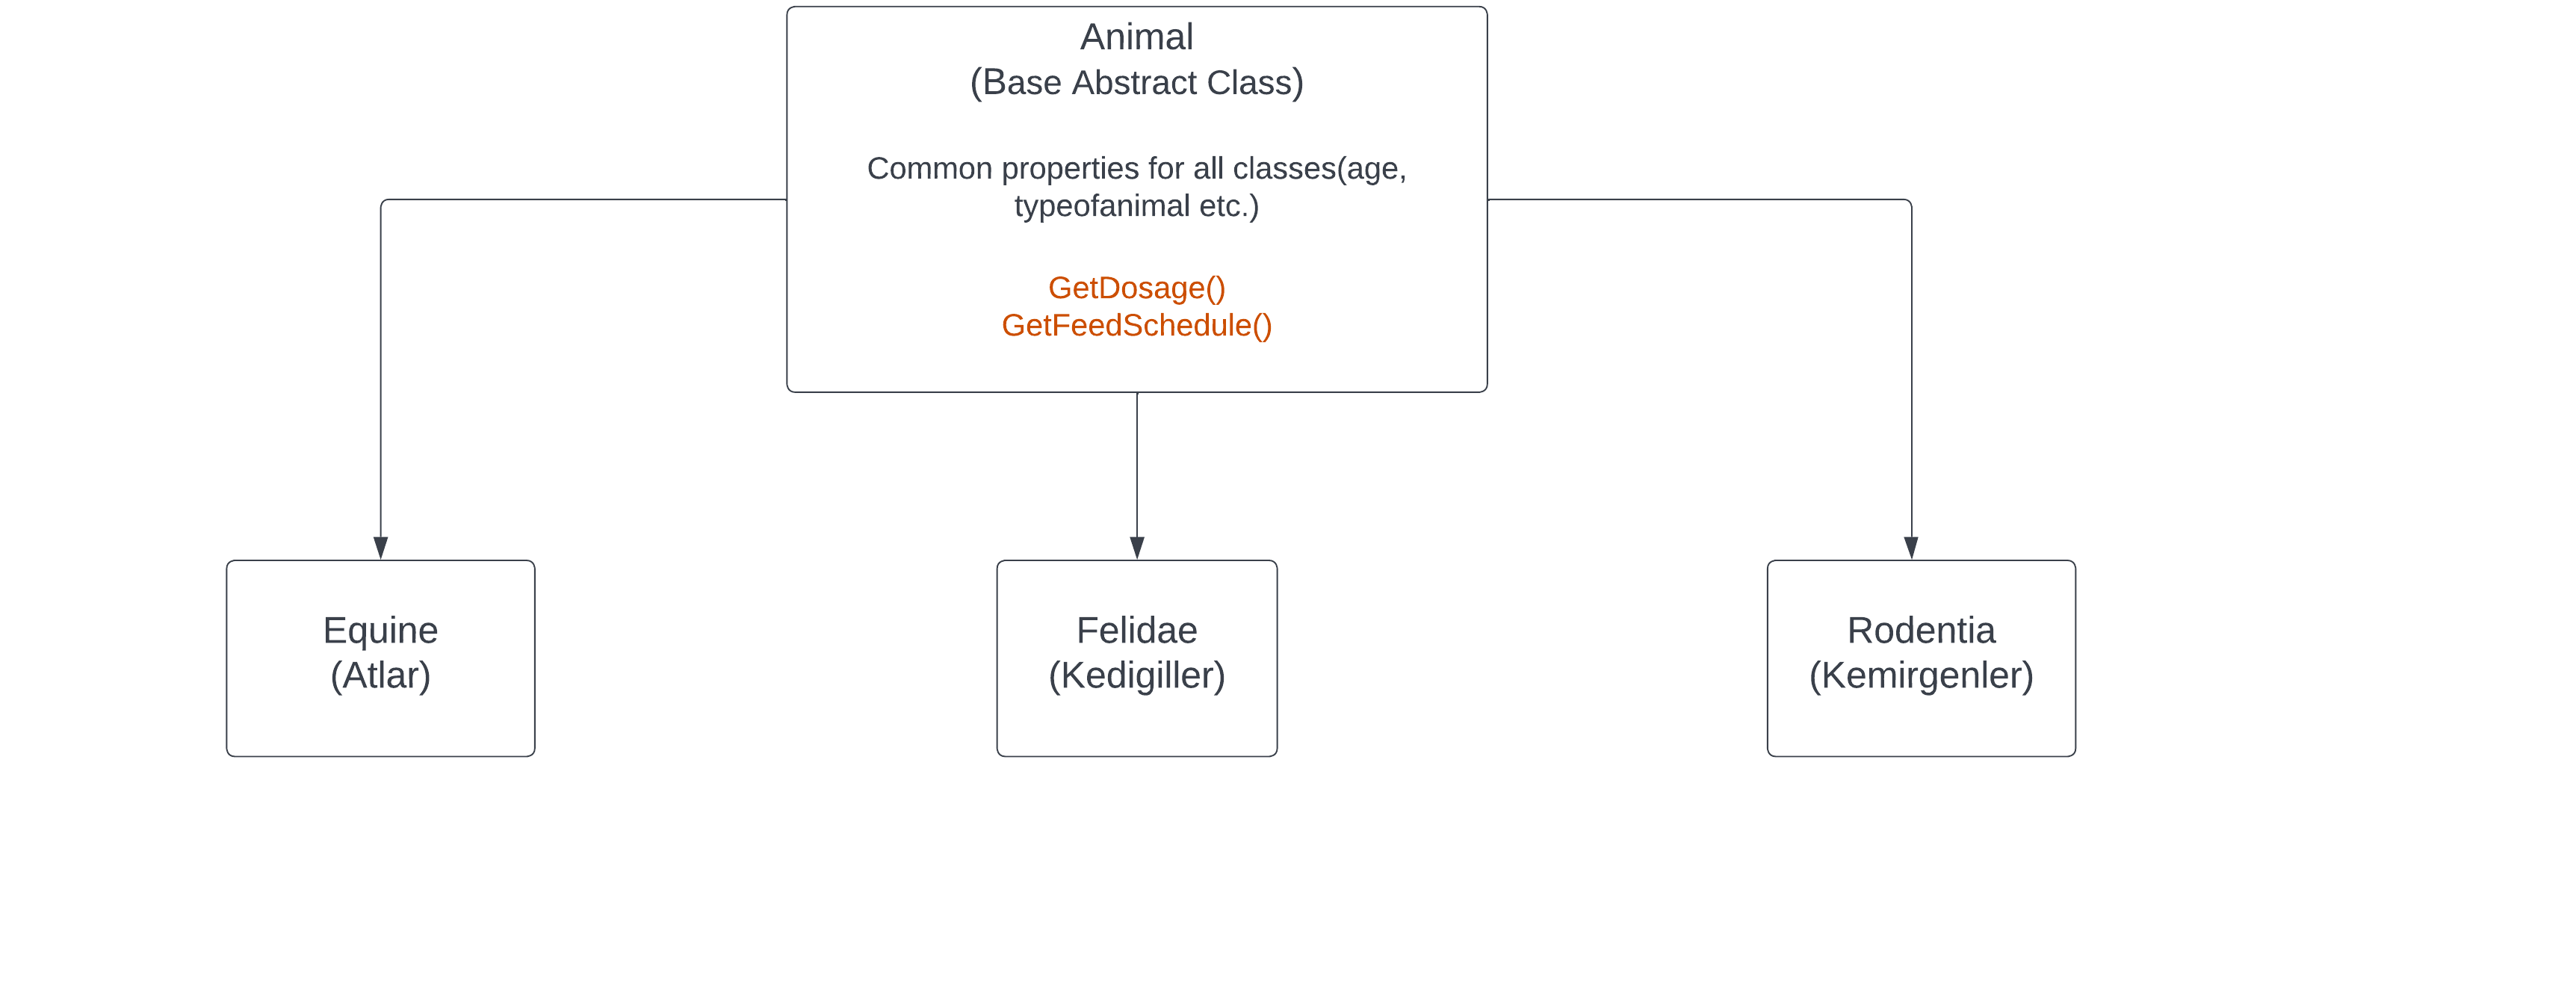 Animal
(Base Abstract Class)
Common properties for all classes(age,
typeofanimal etc.)
GetDosage()
GetFeedSchedule()
Equine
(Atlar)
Felidae
(Kedigiller)
Rodentia
(Kemirgenler)